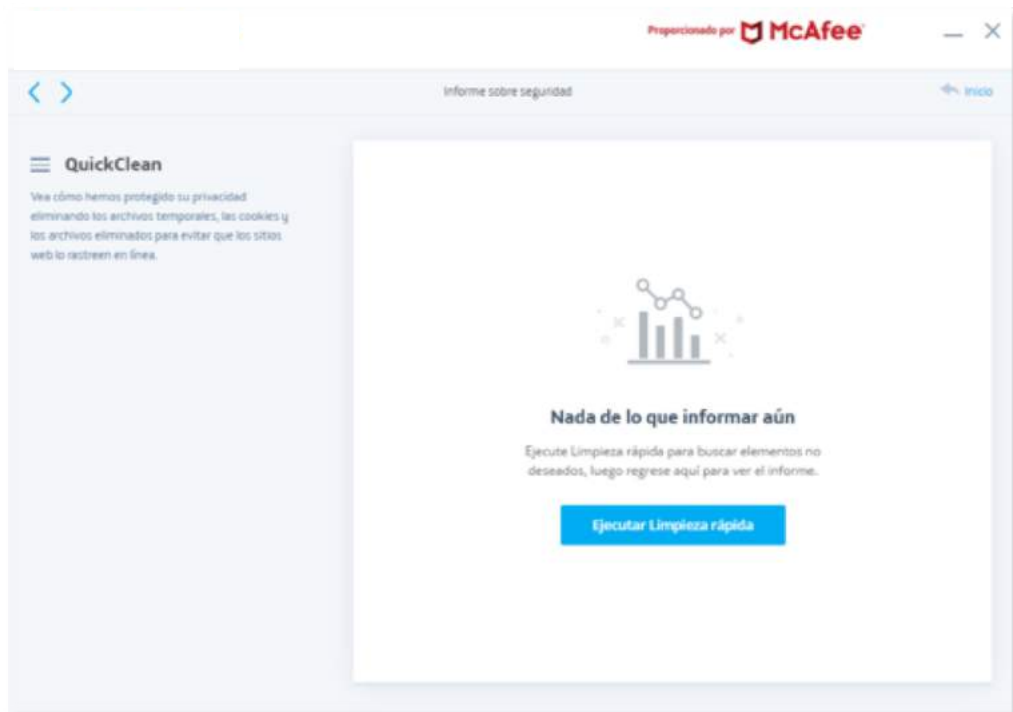 Proporcionado por McAfee
Informe sobre seguridad
Inicio
QuickClean
Vea cómo hemos protegido su privacidad
eliminando los archivos temporales, las cookies y
los archivos eliminados para evitar que los sitios
web lo rastreen en línea.
Nada de lo que informar aún
Ejecute Limpieza rápida para buscar elementos no
deseados, luego regrese aquí para ver el informe.
Ejecutar Limpieza rápida